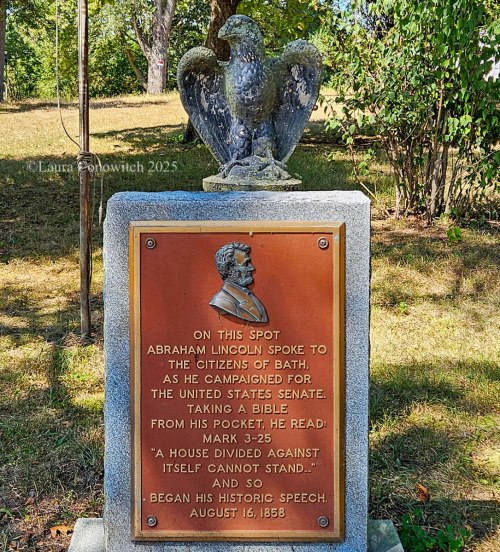 ©Laura Ponowitch 2025
ON THIS SPOT
ABRAHAM LINCOLN SPOKE TO
THE CITIZENS OF BATH,
AS HE CAMPAIGNED FOR
THE UNITED STATES SENATE.
TAKING A BIBLE
FROM HIS POCKET, HE READ:
MARK 3-25
"A HOUSE DIVIDED AGAINST
ITSELF CANNOT STAND..."
AND SO
BEGAN HIS HISTORIC SPEECH.
AUGUST 16, 1858